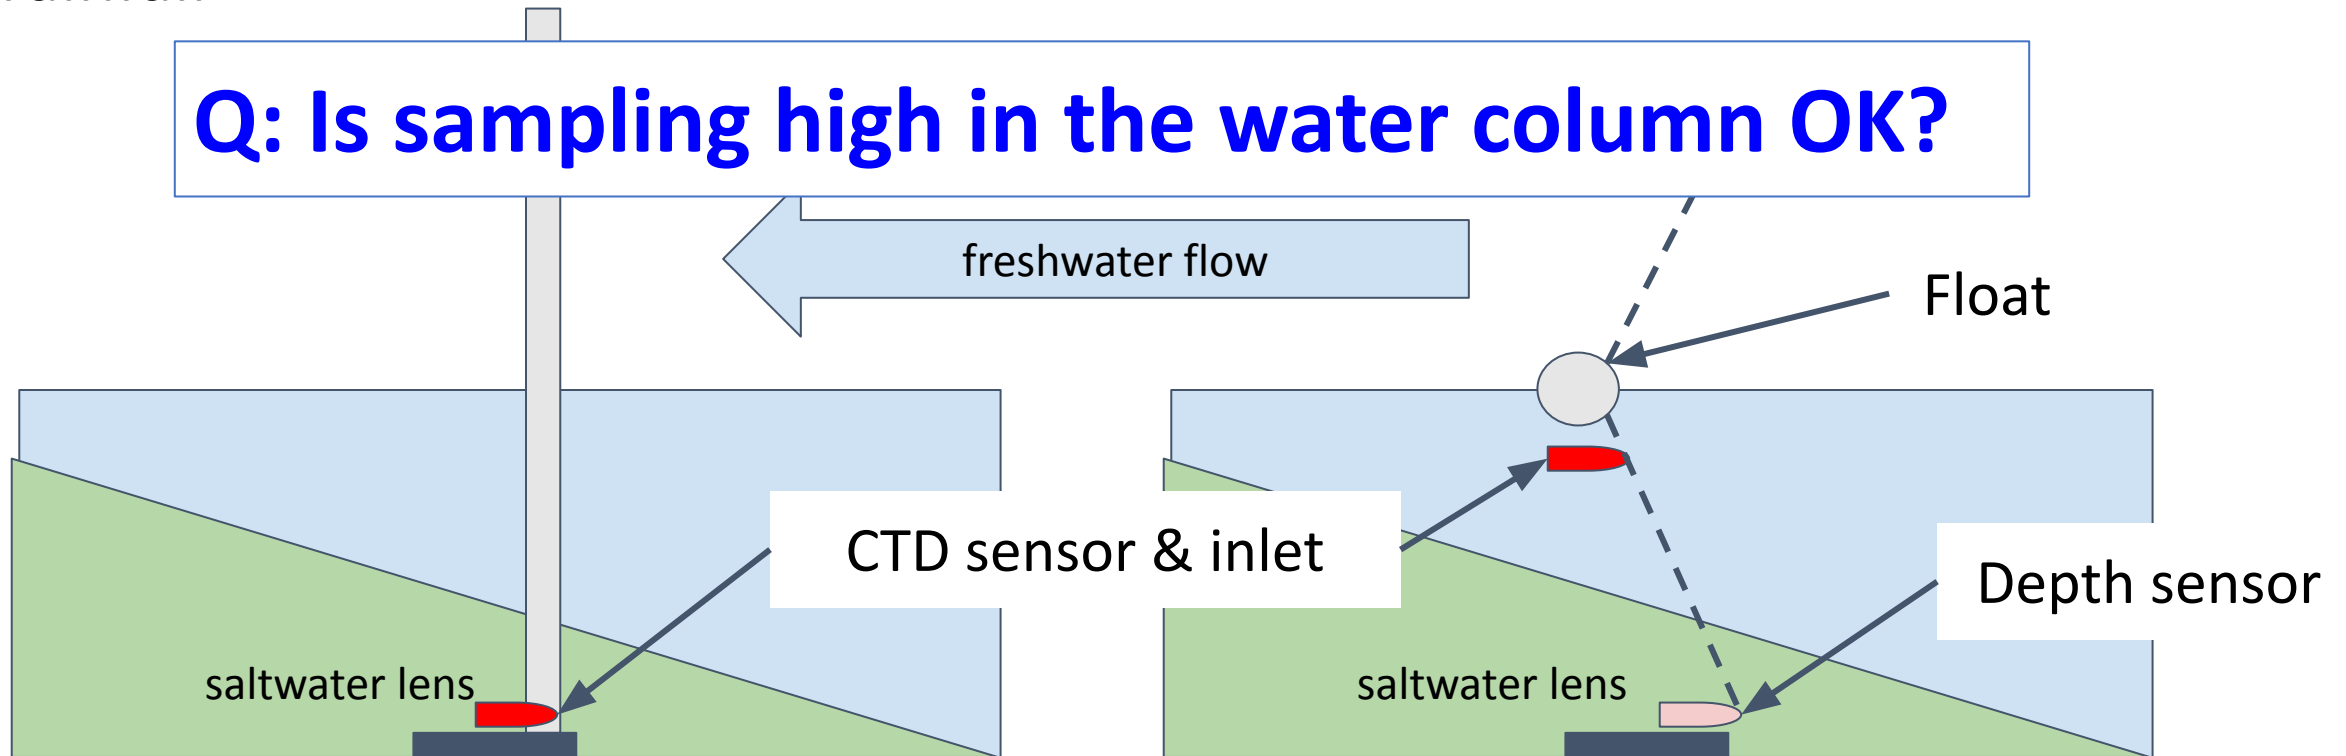 Q: Is sampling high in the water column OK?
freshwater flow
Float
CTD sensor & inlet
Depth sensor
saltwater lens
saltwater lens